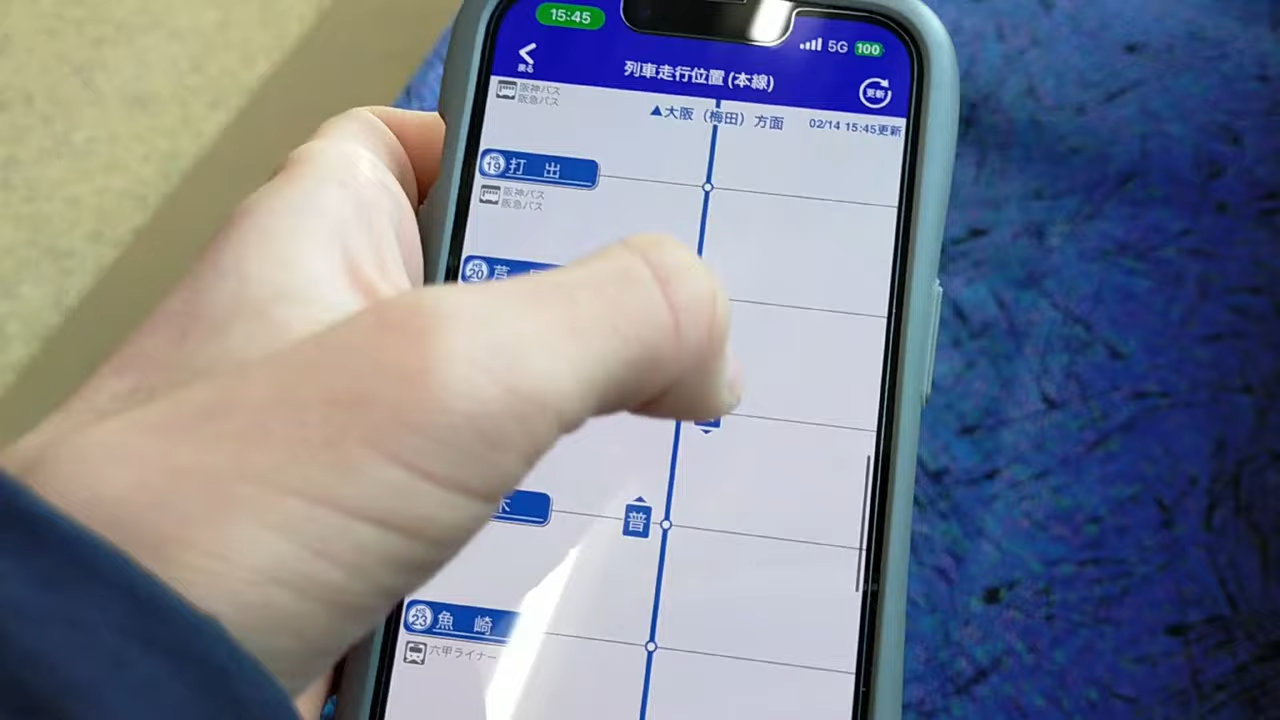 15:45
5G 100
戻る
列車走行位置(本線)
更新
阪神バス
阪急バス
▲大阪（梅田）方面
02/14 15:45更新
HS
19
打 出
阪神バス
阪急バス
HS
20
芦
木
普
HS
23
魚 崎
六甲ライナー